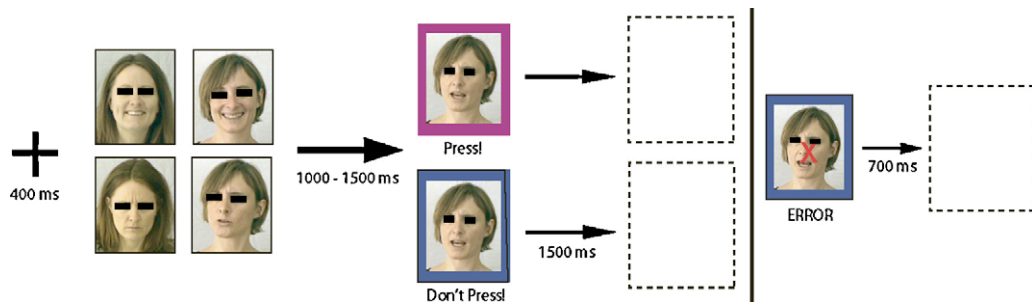 400 ms
1000 - 1500 ms
Press!
Don't Press!
1500 ms
X
ERROR
700 ms